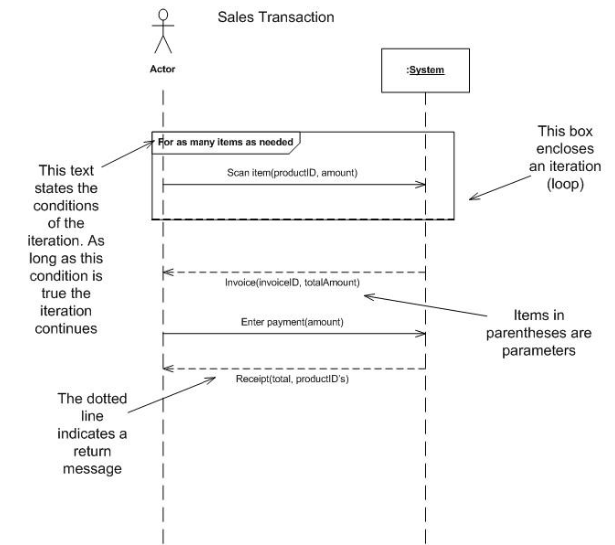 Sales Transaction
Actor
:System
For as many items as needed
Scan item(productID, amount)
This box
encloses
an iteration
(loop)
This text
states the
conditions
of the
iteration. As
long as this
condition is
true the
iteration
continues
Invoice(invoiceID, totalAmount)
Enter payment(amount)
Items in
parentheses are
parameters
Receipt(total, productID's)
The dotted
line
indicates a
return
message